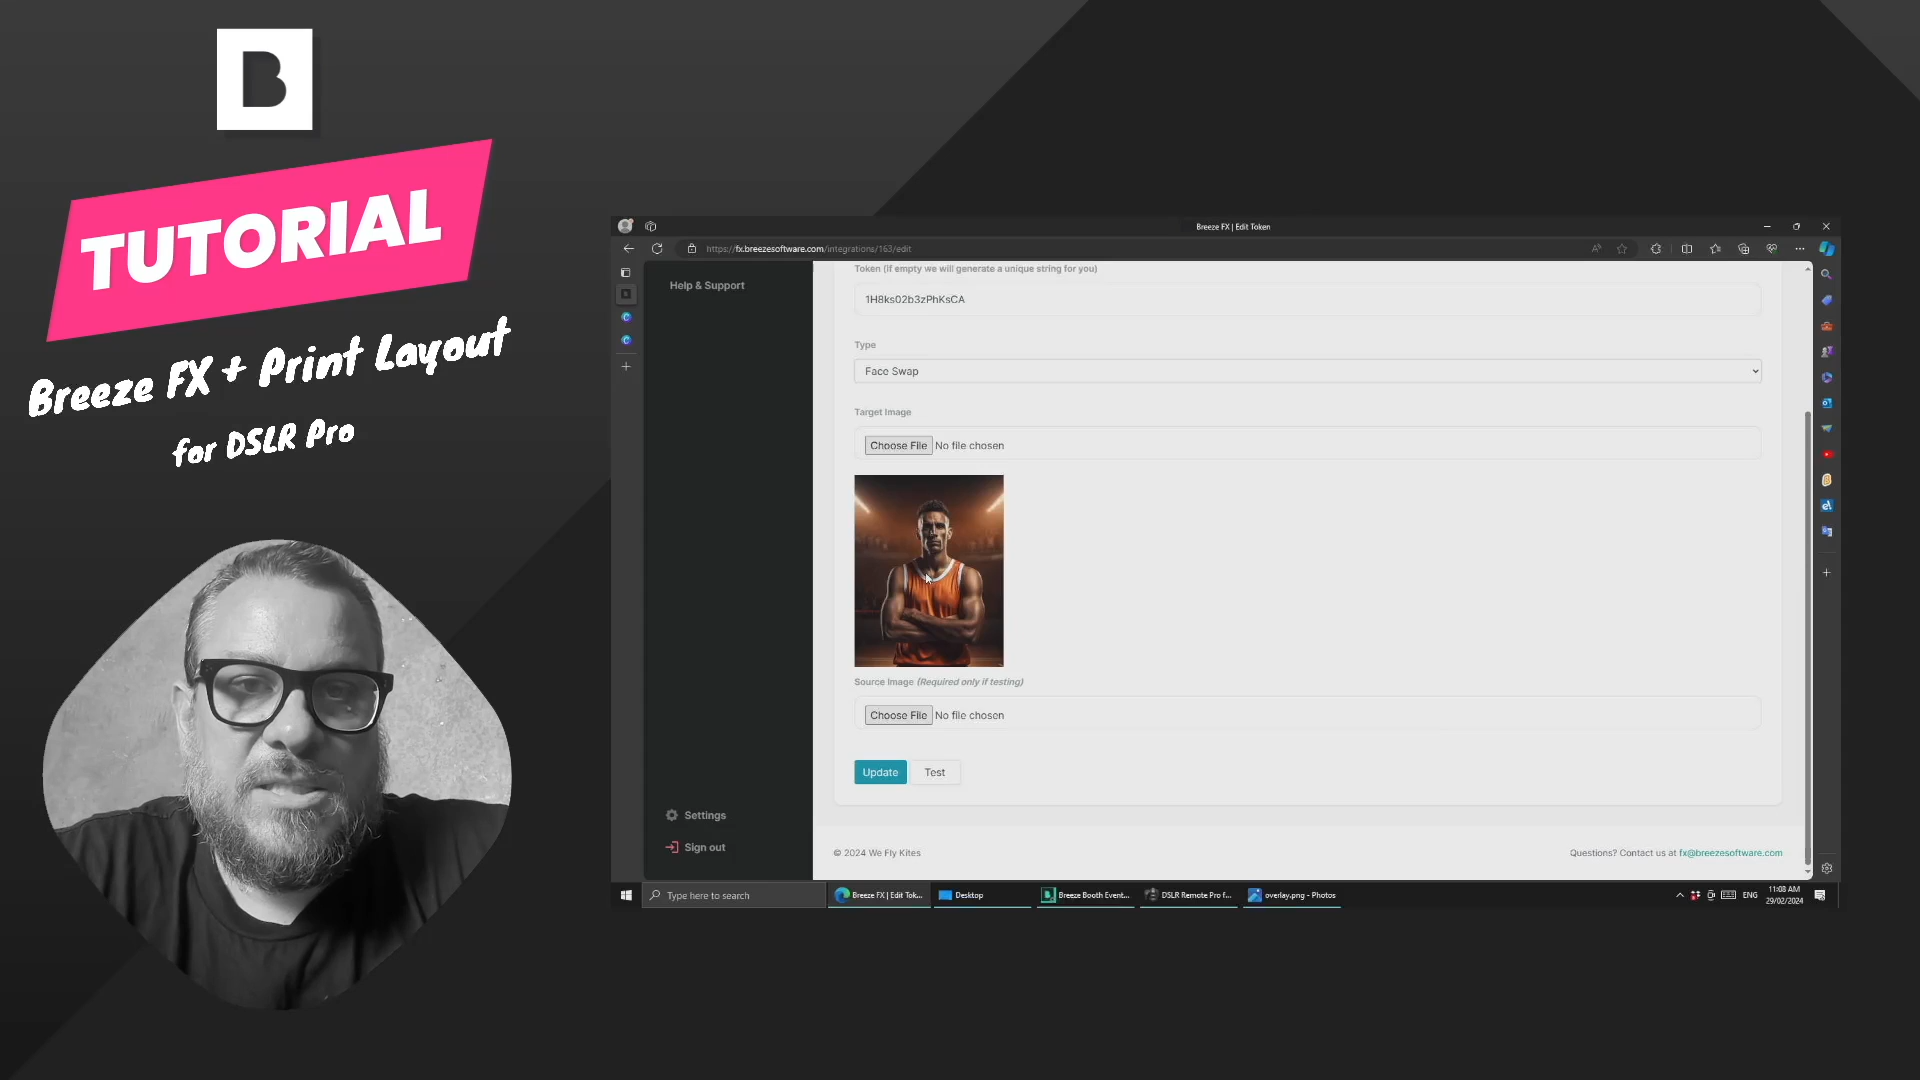 B
TUTORIAL
Breeze FX + Print Layout
for DSLR Pro
Breeze FX | Edit Token
https://fx.breezesoftware.com/integrations/163/edit
Help & Support
Token (If empty we will generate a unique string for you)
1H8ks02b3zPhKsCA
Type
Face Swap
Target Image
Choose File No file chosen
Source Image (Required only if testing)
Choose File No file chosen
Update Test
Settings
Sign out
© 2024 We Fly Kites
Questions? Contact us at fx@breezesoftware.com
Type here to search
Breeze FX | Edit Tok...
Desktop
Breeze Booth Event...
DSLR Remote Pro f...
overlay.png - Photos
ENG
11:08 AM
29/02/2024